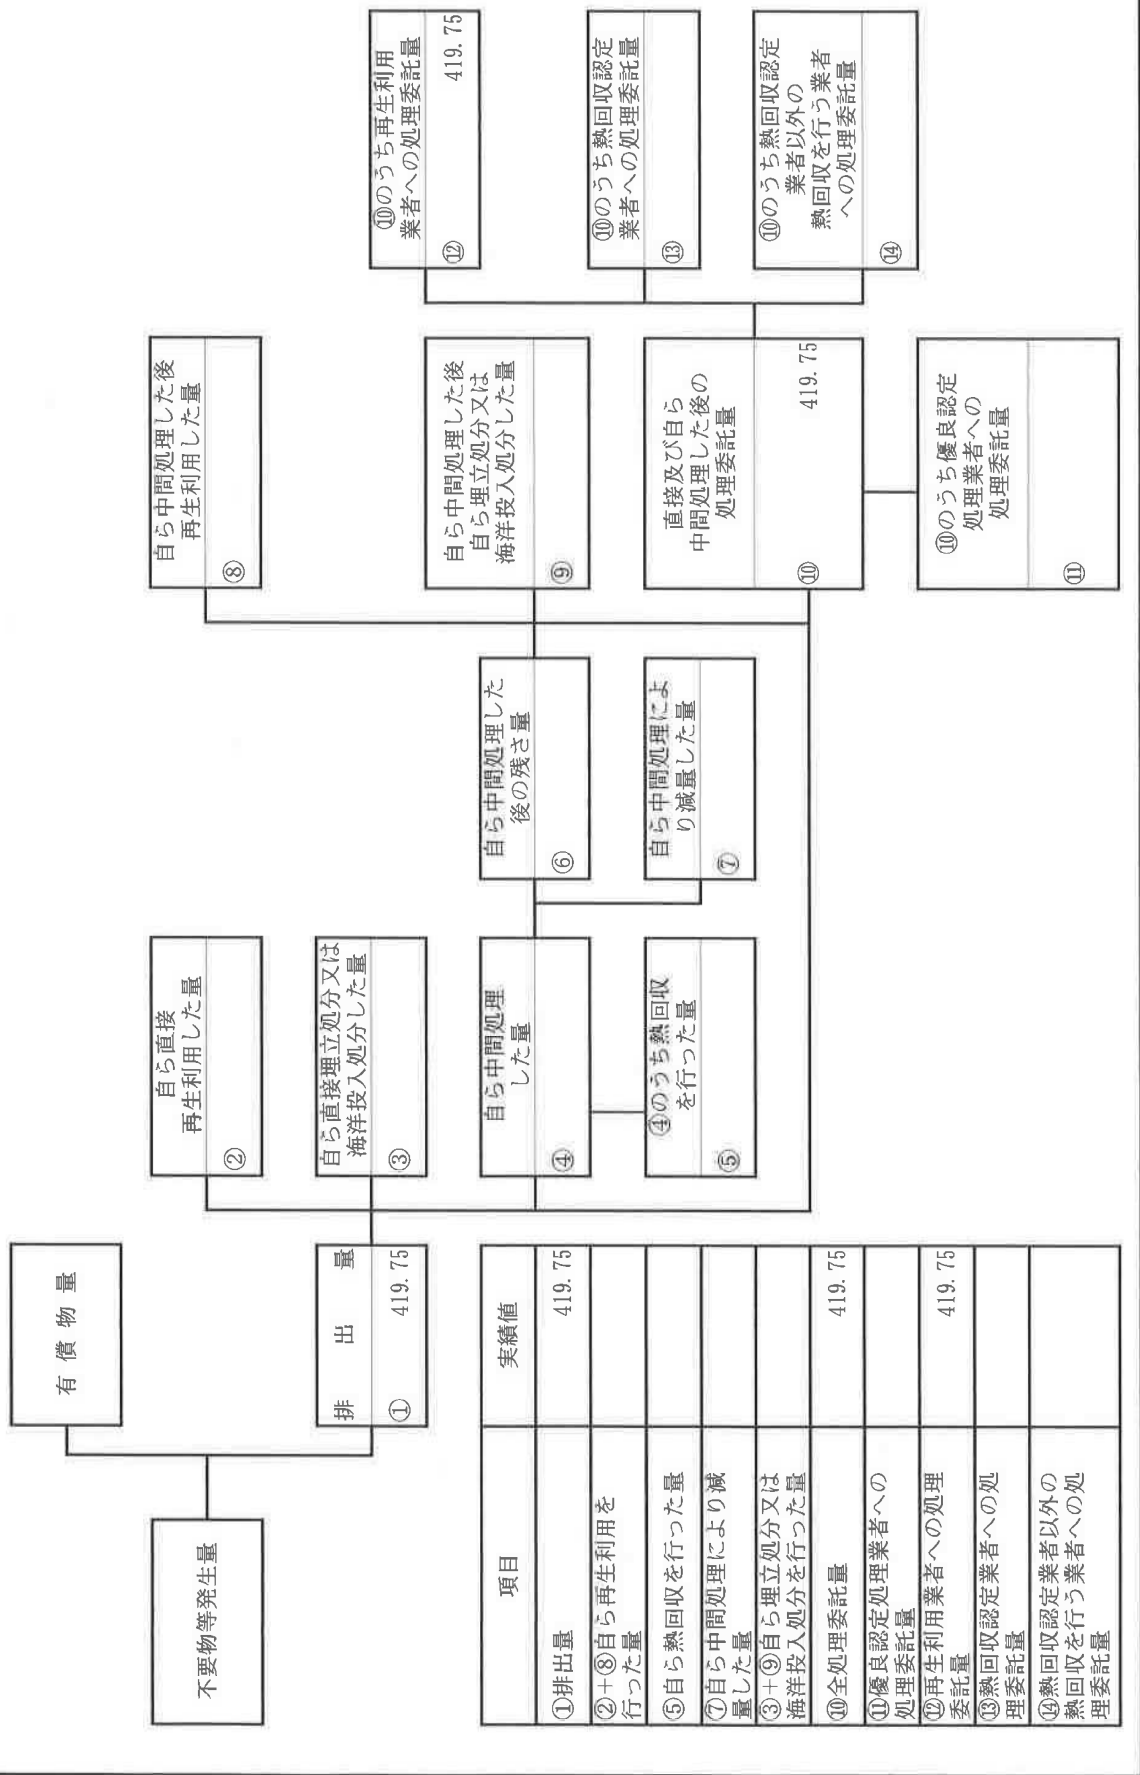 不要物等発生量
有償物量
排出量
① 419.75
自ら直接
再生利用した量
②
自ら直接埋立処分又は
海洋投入処分した量
③
自ら中間処理
した量
④
④のうち熱回収
を行った量
⑤
自ら中間処理した
後の残さ量
⑥
自ら中間処理によ
り減量した量
⑦
自ら中間処理した後
再生利用した量
⑧
自ら中間処理した後
自ら埋立処分又は
海洋投入処分した量
⑨
直接及び自ら
中間処理した後の
処理委託量
⑩ 419.75
⑩のうち優良認定
処理業者への
処理委託量
⑪
⑩のうち再生利用
業者への処理委託量
⑫ 419.75
⑩のうち熱回収認定
業者への処理委託量
⑬
⑩のうち熱回収認定
業者以外の
熱回収を行う業者
への処理委託量
⑭
項目 実績値
①排出量 419.75
②+⑧自ら再生利用を
行った量
⑤自ら熱回収を行った量
⑦自ら中間処理により減
量した量
③+⑨自ら埋立処分又は
海洋投入処分を行った量
⑩全処理委託量 419.75
⑪優良認定処理業者への
処理委託量
⑫再生利用業者への処理
委託量 419.75
⑬熱回収認定業者への処
理委託量
⑭熱回収認定業者以外の
熱回収を行う業者への処
理委託量